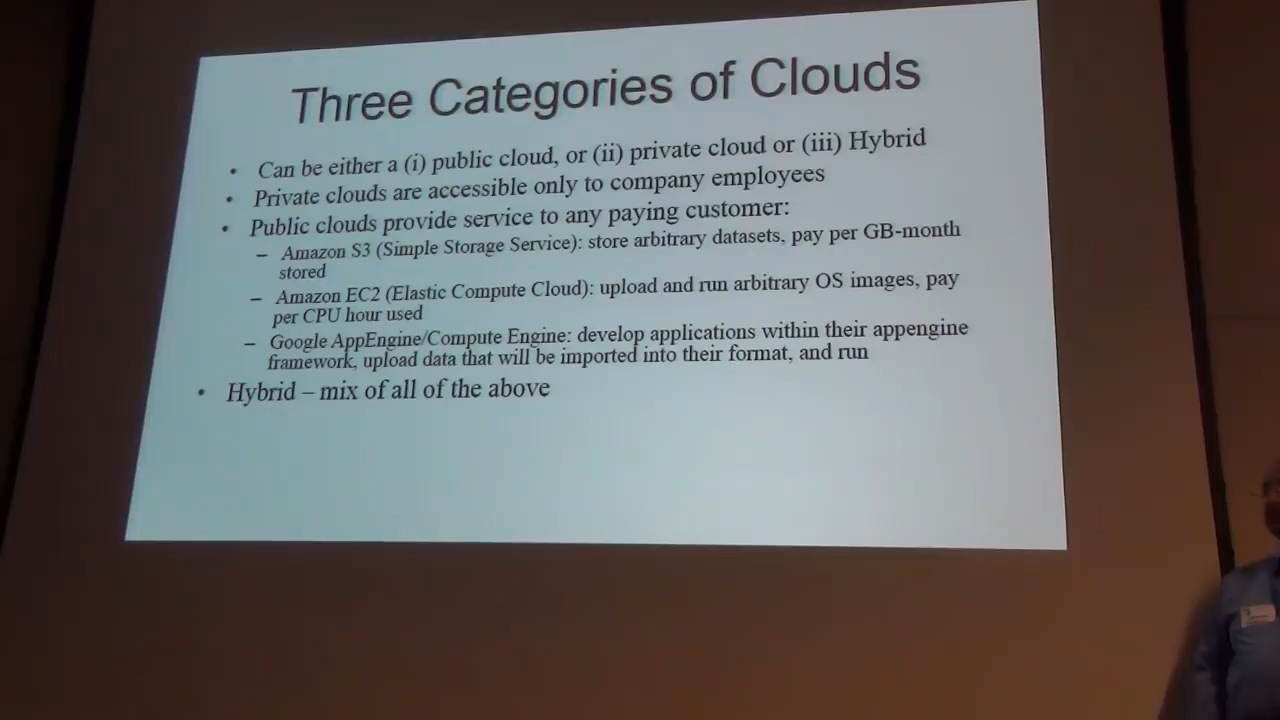 Three Categories of Clouds
• Can be either a (i) public cloud, or (ii) private cloud or (iii) Hybrid
• Private clouds are accessible only to company employees
• Public clouds provide service to any paying customer:
– Amazon S3 (Simple Storage Service): store arbitrary datasets, pay per GB-month
stored
– Amazon EC2 (Elastic Compute Cloud): upload and run arbitrary OS images, pay
per CPU hour used
– Google AppEngine/Compute Engine: develop applications within their appengine
framework, upload data that will be imported into their format, and run
• Hybrid – mix of all of the above